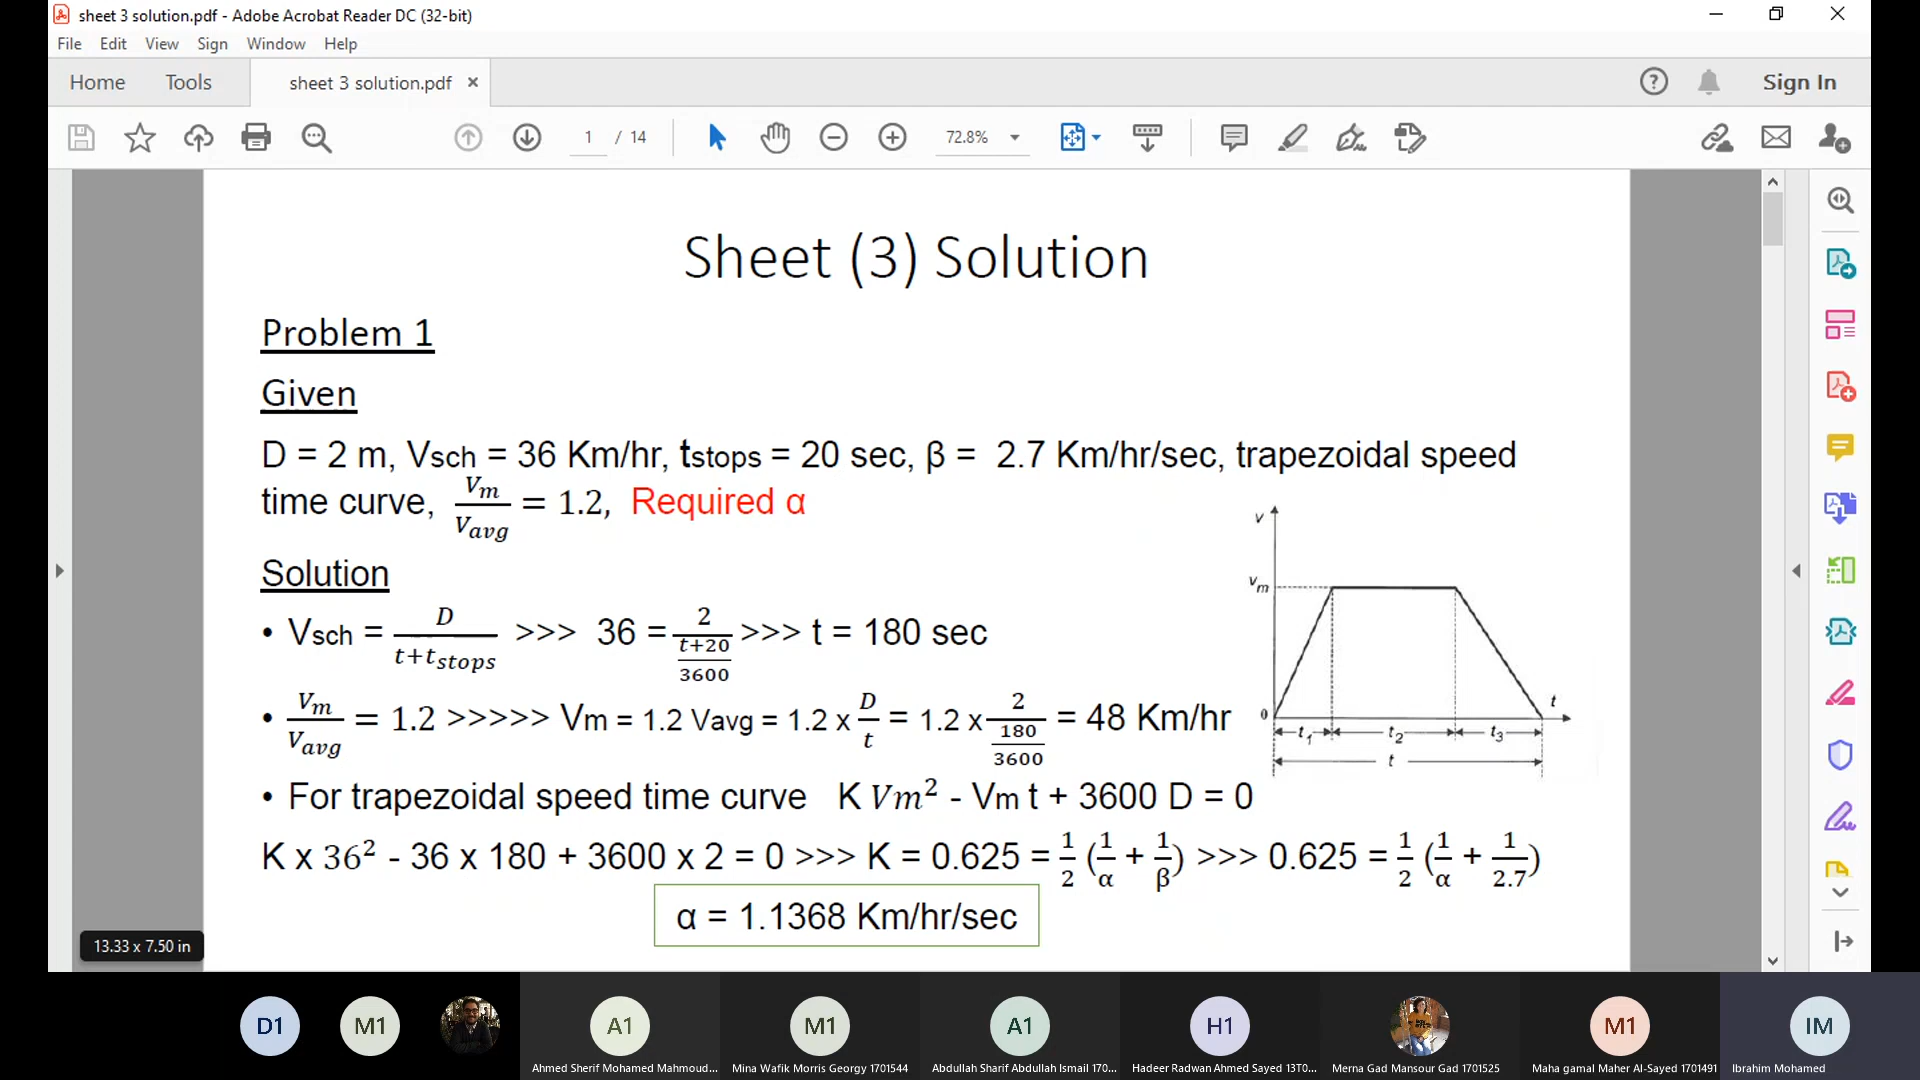 sheet 3 solution.pdf - Adobe Acrobat Reader DC (32-bit)
File Edit View Sign Window Help
Home Tools sheet 3 solution.pdf × Sign In
1 / 14 72.8%
Sheet (3) Solution
Problem 1
Given
D = 2 m, Vsch = 36 Km/hr, tstops = 20 sec, β = 2.7 Km/hr/sec, trapezoidal speed
time curve, Vm/Vavg = 1.2, Required α
Solution
• Vsch = D/(t+tstops) >>> 36 = 2/((t+20)/3600) >>> t = 180 sec
• Vm/Vavg = 1.2 >>>>> Vm = 1.2 Vavg = 1.2 x D/t = 1.2 x 2/(180/3600) = 48 Km/hr
• For trapezoidal speed time curve K Vm² - Vm t + 3600 D = 0
K x 36² - 36 x 180 + 3600 x 2 = 0 >>> K = 0.625 = 1/2 (1/α + 1/β) >>> 0.625 = 1/2 (1/α + 1/2.7)
α = 1.1368 Km/hr/sec
v
vm
0
t
t1 t2 t3
t
13.33 x 7.50 in
D1 M1 A1 M1 A1 H1 M1 IM
Ahmed Sherif Mohamed Mahmoud... Mina Wafik Morris Georgy 1701544 Abdullah Sharif Abdullah Ismail 170... Hadeer Radwan Ahmed Sayed 13T0... Merna Gad Mansour Gad 1701525 Maha gamal Maher Al-Sayed 1701491 Ibrahim Mohamed